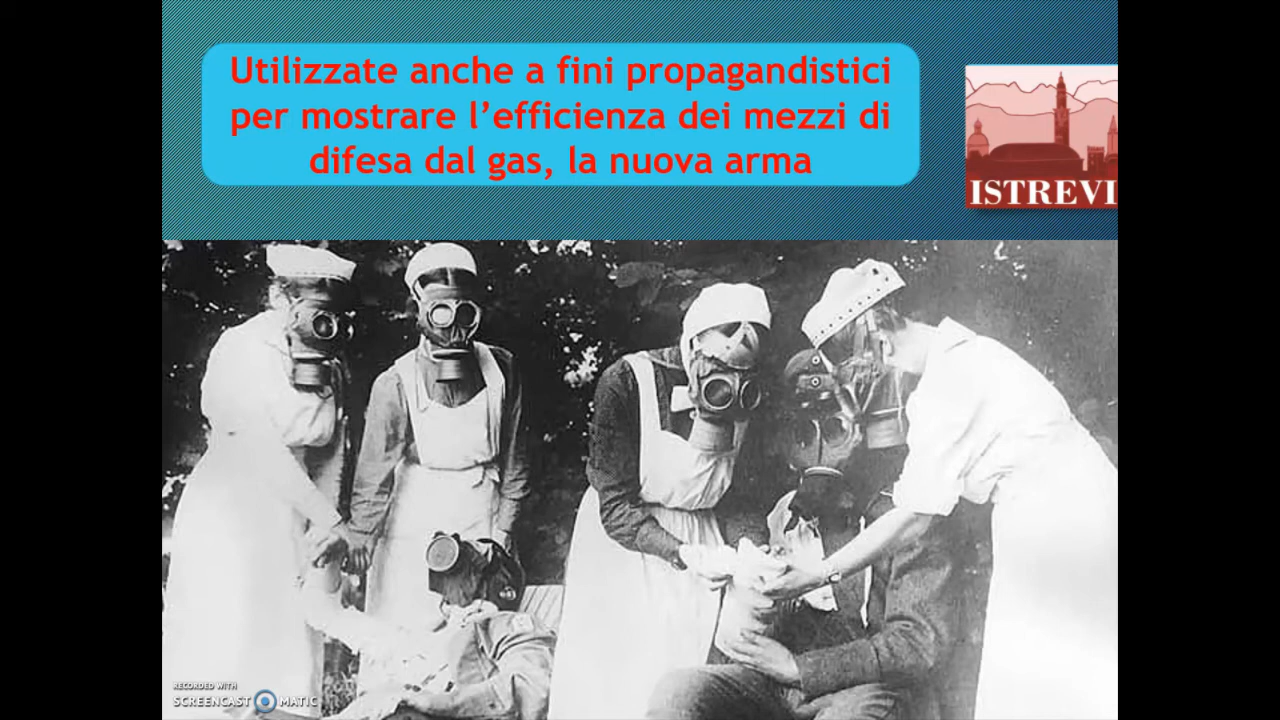 Utilizzate anche a fini propagandistici
per mostrare l’efficienza dei mezzi di
difesa dal gas, la nuova arma
ISTREVI
RECORDED WITH
SCREENCAST MATIC